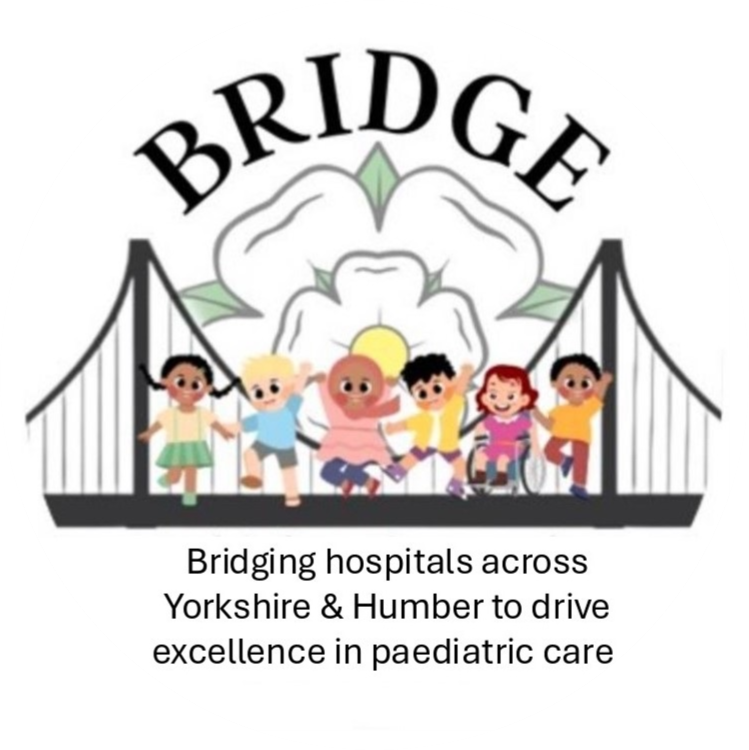 BRIDGE
Bridging hospitals across
Yorkshire & Humber to drive
excellence in paediatric care